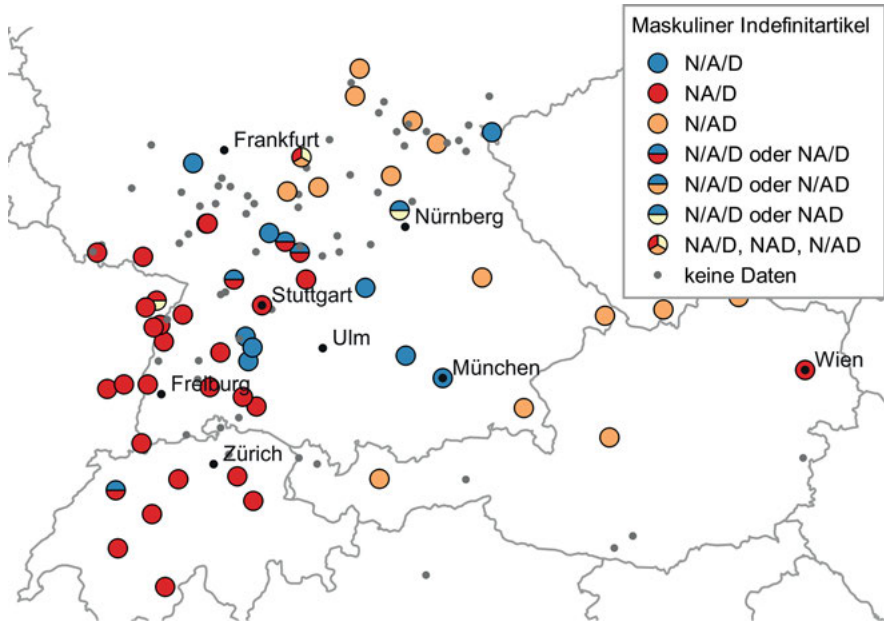 Maskuliner Indefinitartikel
N/A/D
NA/D
N/AD
N/A/D oder NA/D
N/A/D oder N/AD
N/A/D oder NAD
NA/D, NAD, N/AD
keine Daten
Frankfurt
Nürnberg
Stuttgart
Ulm
München
Wien
Freiburg
Zürich